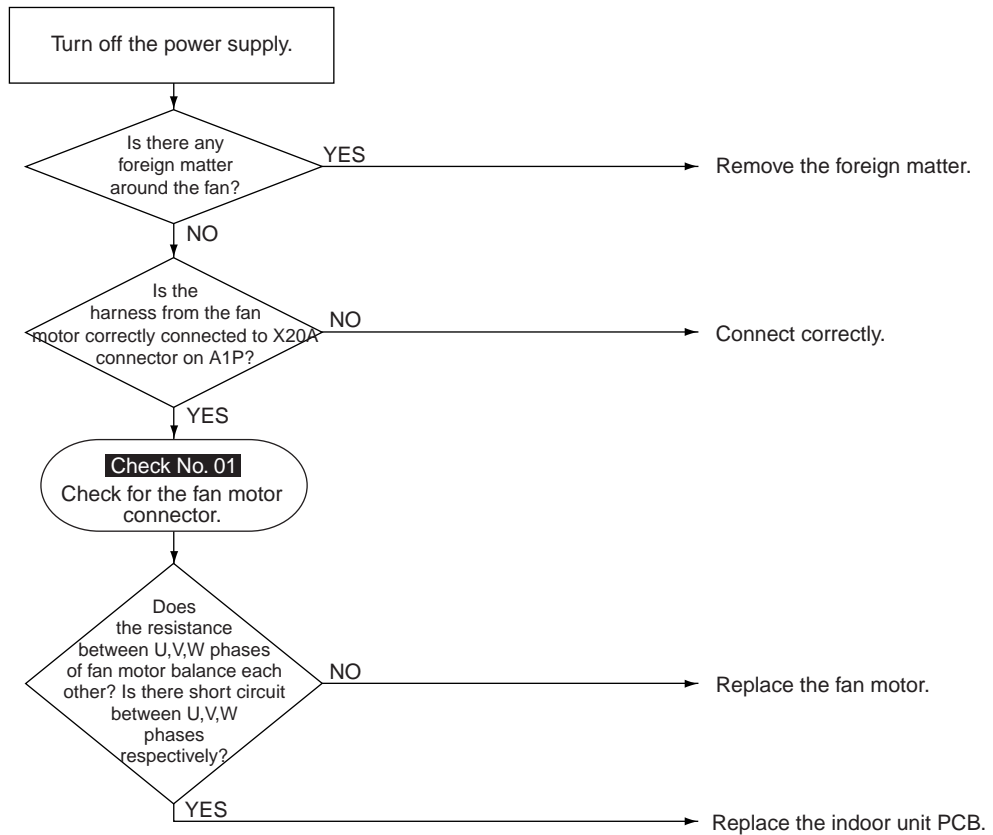 Turn off the power supply.
Is there any
foreign matter
around the fan?
YES
Remove the foreign matter.
NO
Is the
harness from the fan
motor correctly connected to X20A
connector on A1P?
NO
Connect correctly.
YES
Check No. 01
Check for the fan motor
connector.
Does
the resistance
between U,V,W phases
of fan motor balance each
other? Is there short circuit
between U,V,W
phases
respectively?
NO
Replace the fan motor.
YES
Replace the indoor unit PCB.